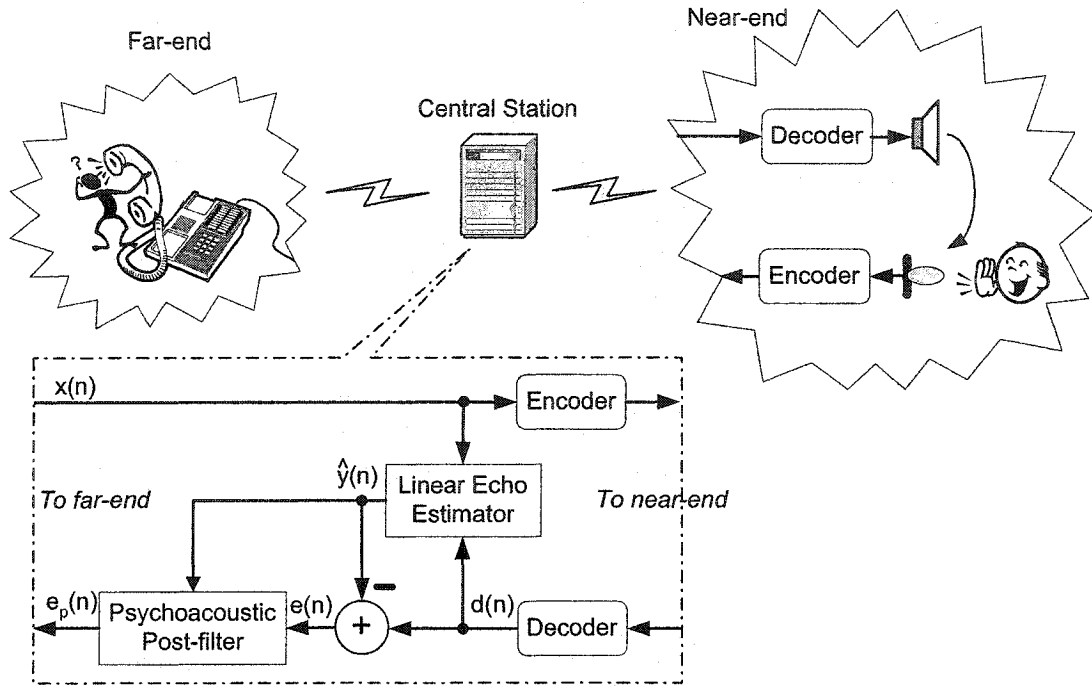 Near-end
Far-end
Central Station
Decoder
?
Encoder
x(n)
Encoder
ŷ(n)
Linear Echo
Estimator
To far-end
To near-end
e_p(n)
Psychoacoustic
Post-filter
e(n)
+
−
d(n)
Decoder